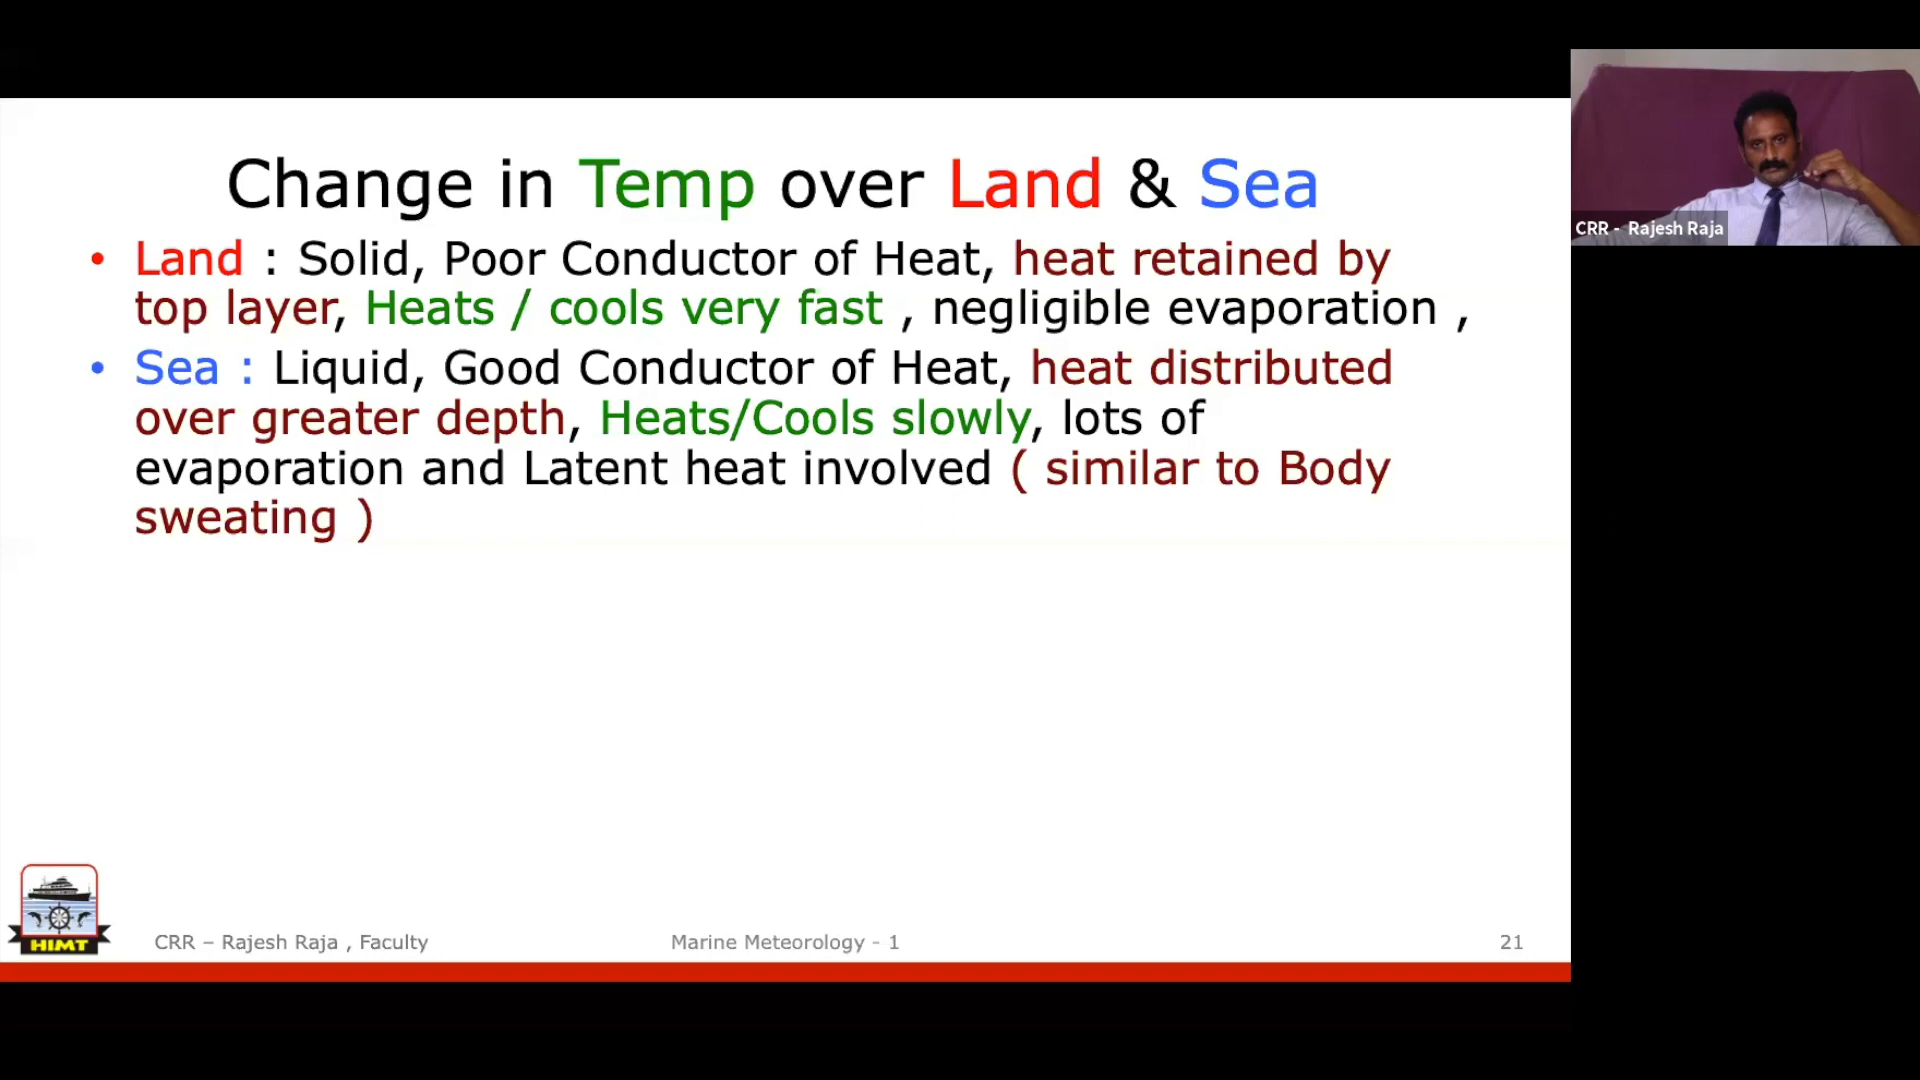 Change in Temp over Land & Sea
• Land : Solid, Poor Conductor of Heat, heat retained by
top layer, Heats / cools very fast , negligible evaporation ,
• Sea : Liquid, Good Conductor of Heat, heat distributed
over greater depth, Heats/Cools slowly, lots of
evaporation and Latent heat involved ( similar to Body
sweating )
CRR - Rajesh Raja
HIMT
CRR – Rajesh Raja , Faculty
Marine Meteorology - 1
21